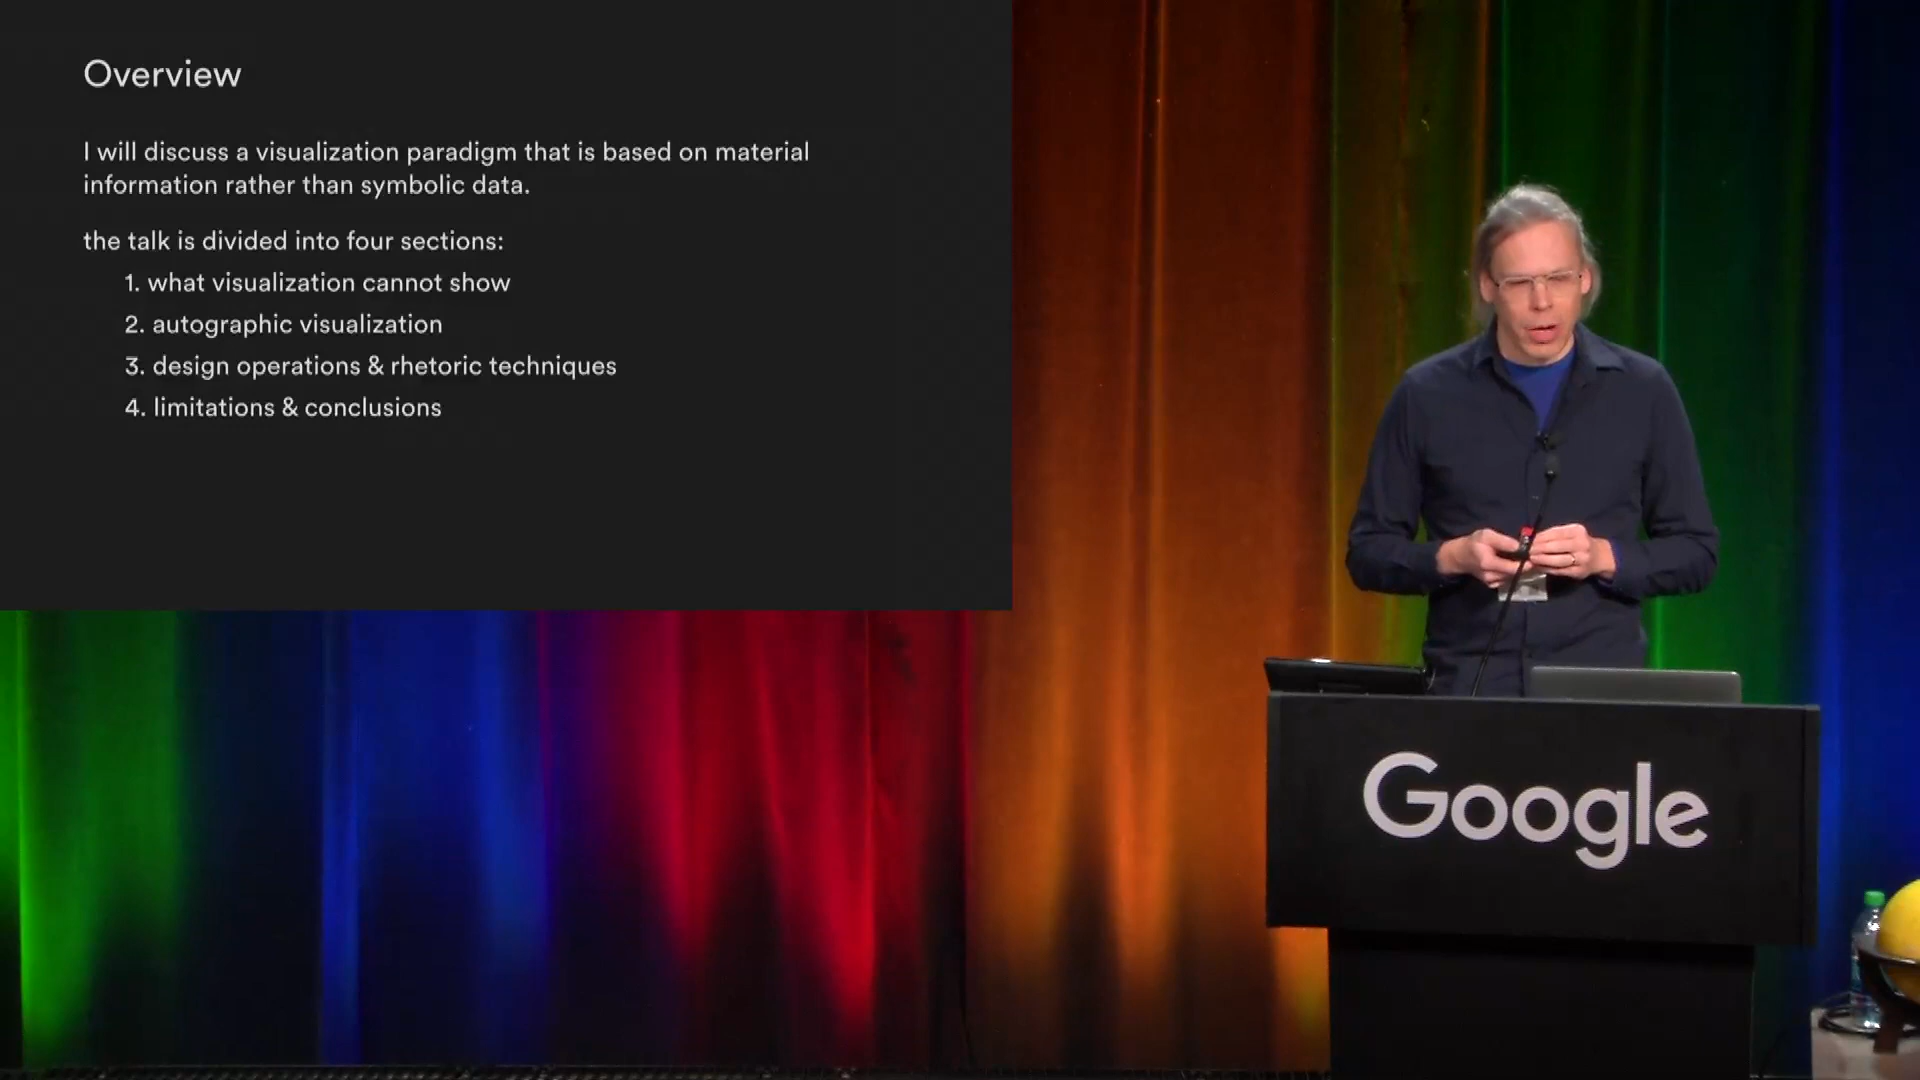 Overview
I will discuss a visualization paradigm that is based on material
information rather than symbolic data.
the talk is divided into four sections:
1. what visualization cannot show
2. autographic visualization
3. design operations & rhetoric techniques
4. limitations & conclusions
Google